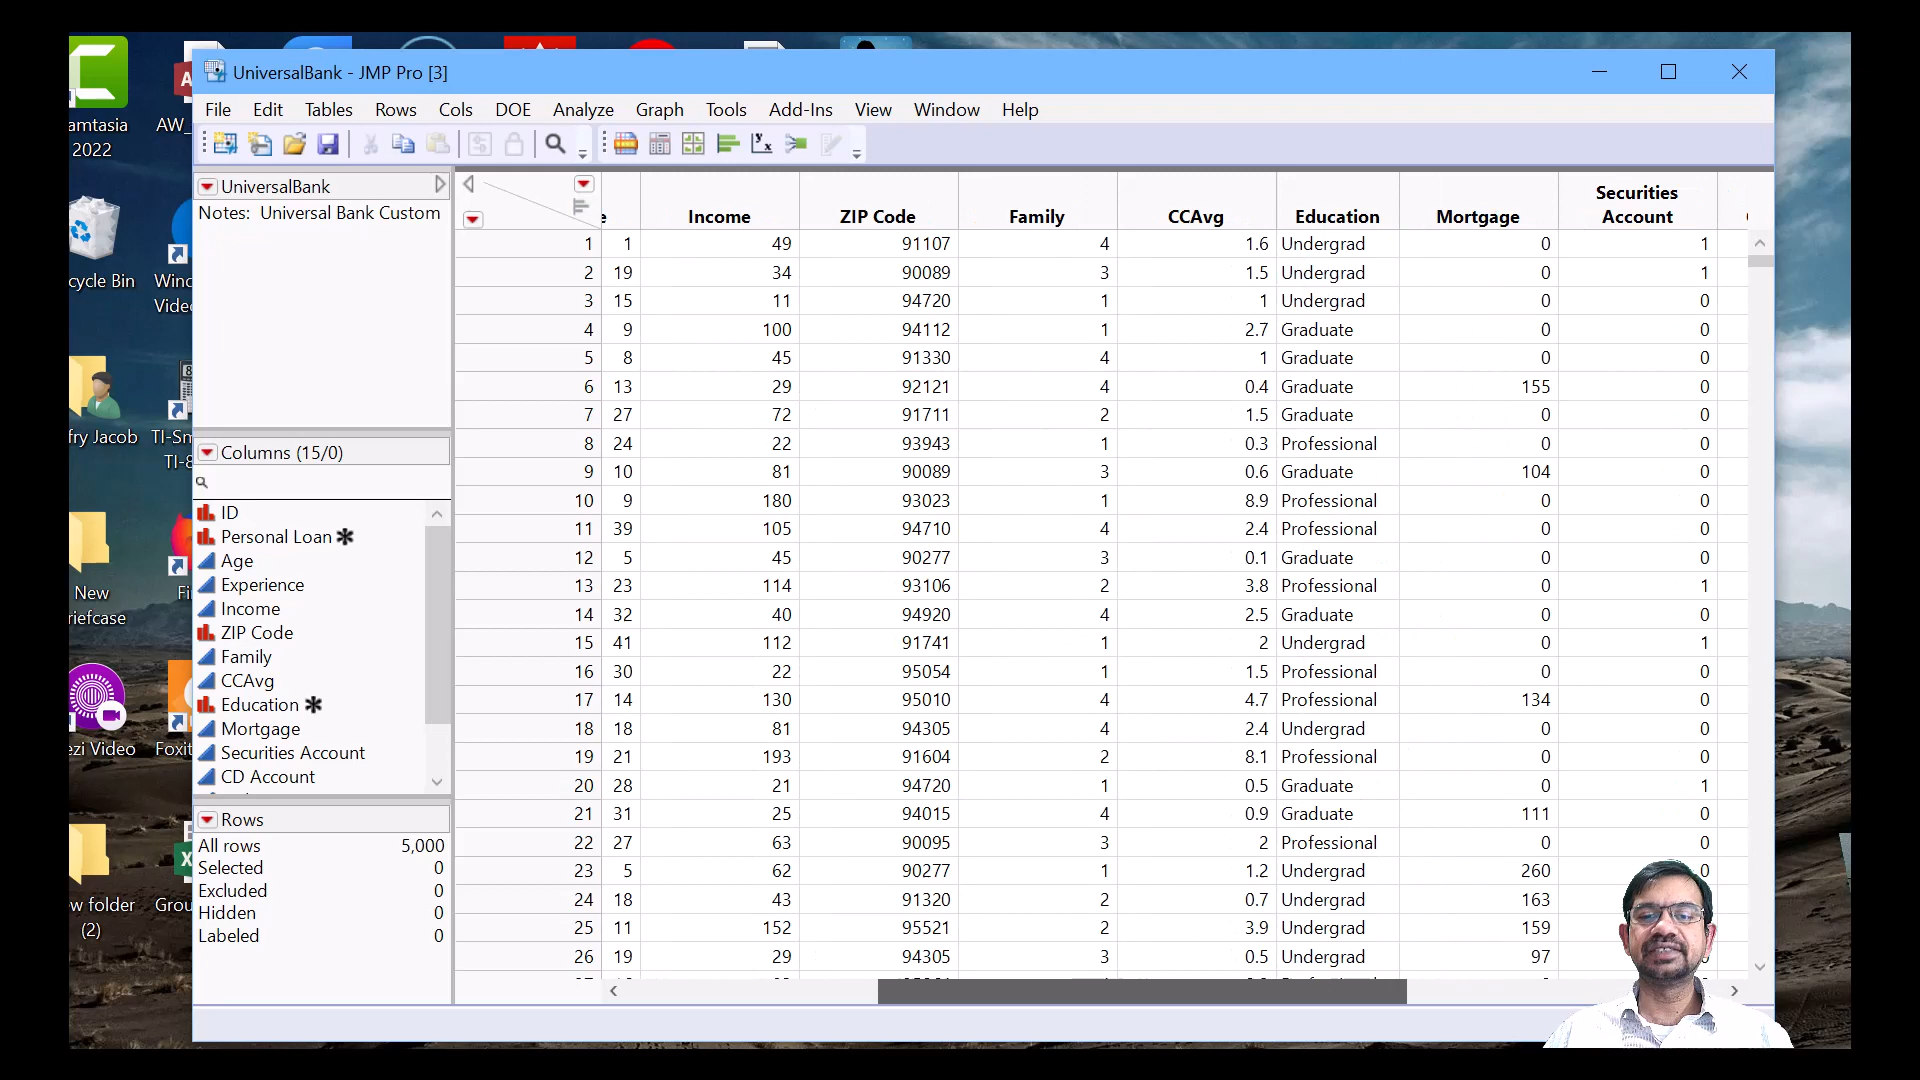 UniversalBank - JMP Pro [3]
File Edit Tables Rows Cols DOE Analyze Graph Tools Add-Ins View Window Help
amtasia
2022
AW_
cycle Bin
Wind
Vide
fry Jacob
TI-Sm
TI-8
New
riefcase
Fir
ezi Video
Foxit
w folder
(2)
Grou
UniversalBank
Notes: Universal Bank Custom
Columns (15/0)
ID
Personal Loan *
Age
Experience
Income
ZIP Code
Family
CCAvg
Education *
Mortgage
Securities Account
CD Account
Rows
All rows 5,000
Selected 0
Excluded 0
Hidden 0
Labeled 0
e Income ZIP Code Family CCAvg Education Mortgage Securities Account
1 1 49 91107 4 1.6 Undergrad 0 1
2 19 34 90089 3 1.5 Undergrad 0 1
3 15 11 94720 1 1 Undergrad 0 0
4 9 100 94112 1 2.7 Graduate 0 0
5 8 45 91330 4 1 Graduate 0 0
6 13 29 92121 4 0.4 Graduate 155 0
7 27 72 91711 2 1.5 Graduate 0 0
8 24 22 93943 1 0.3 Professional 0 0
9 10 81 90089 3 0.6 Graduate 104 0
10 9 180 93023 1 8.9 Professional 0 0
11 39 105 94710 4 2.4 Professional 0 0
12 5 45 90277 3 0.1 Graduate 0 0
13 23 114 93106 2 3.8 Professional 0 1
14 32 40 94920 4 2.5 Graduate 0 0
15 41 112 91741 1 2 Undergrad 0 1
16 30 22 95054 1 1.5 Professional 0 0
17 14 130 95010 4 4.7 Professional 134 0
18 18 81 94305 4 2.4 Undergrad 0 0
19 21 193 91604 2 8.1 Professional 0 0
20 28 21 94720 1 0.5 Graduate 0 1
21 31 25 94015 4 0.9 Graduate 111 0
22 27 63 90095 3 2 Professional 0 0
23 5 62 90277 1 1.2 Undergrad 260 0
24 18 43 91320 2 0.7 Undergrad 163
25 11 152 95521 2 3.9 Undergrad 159
26 19 29 94305 3 0.5 Undergrad 97